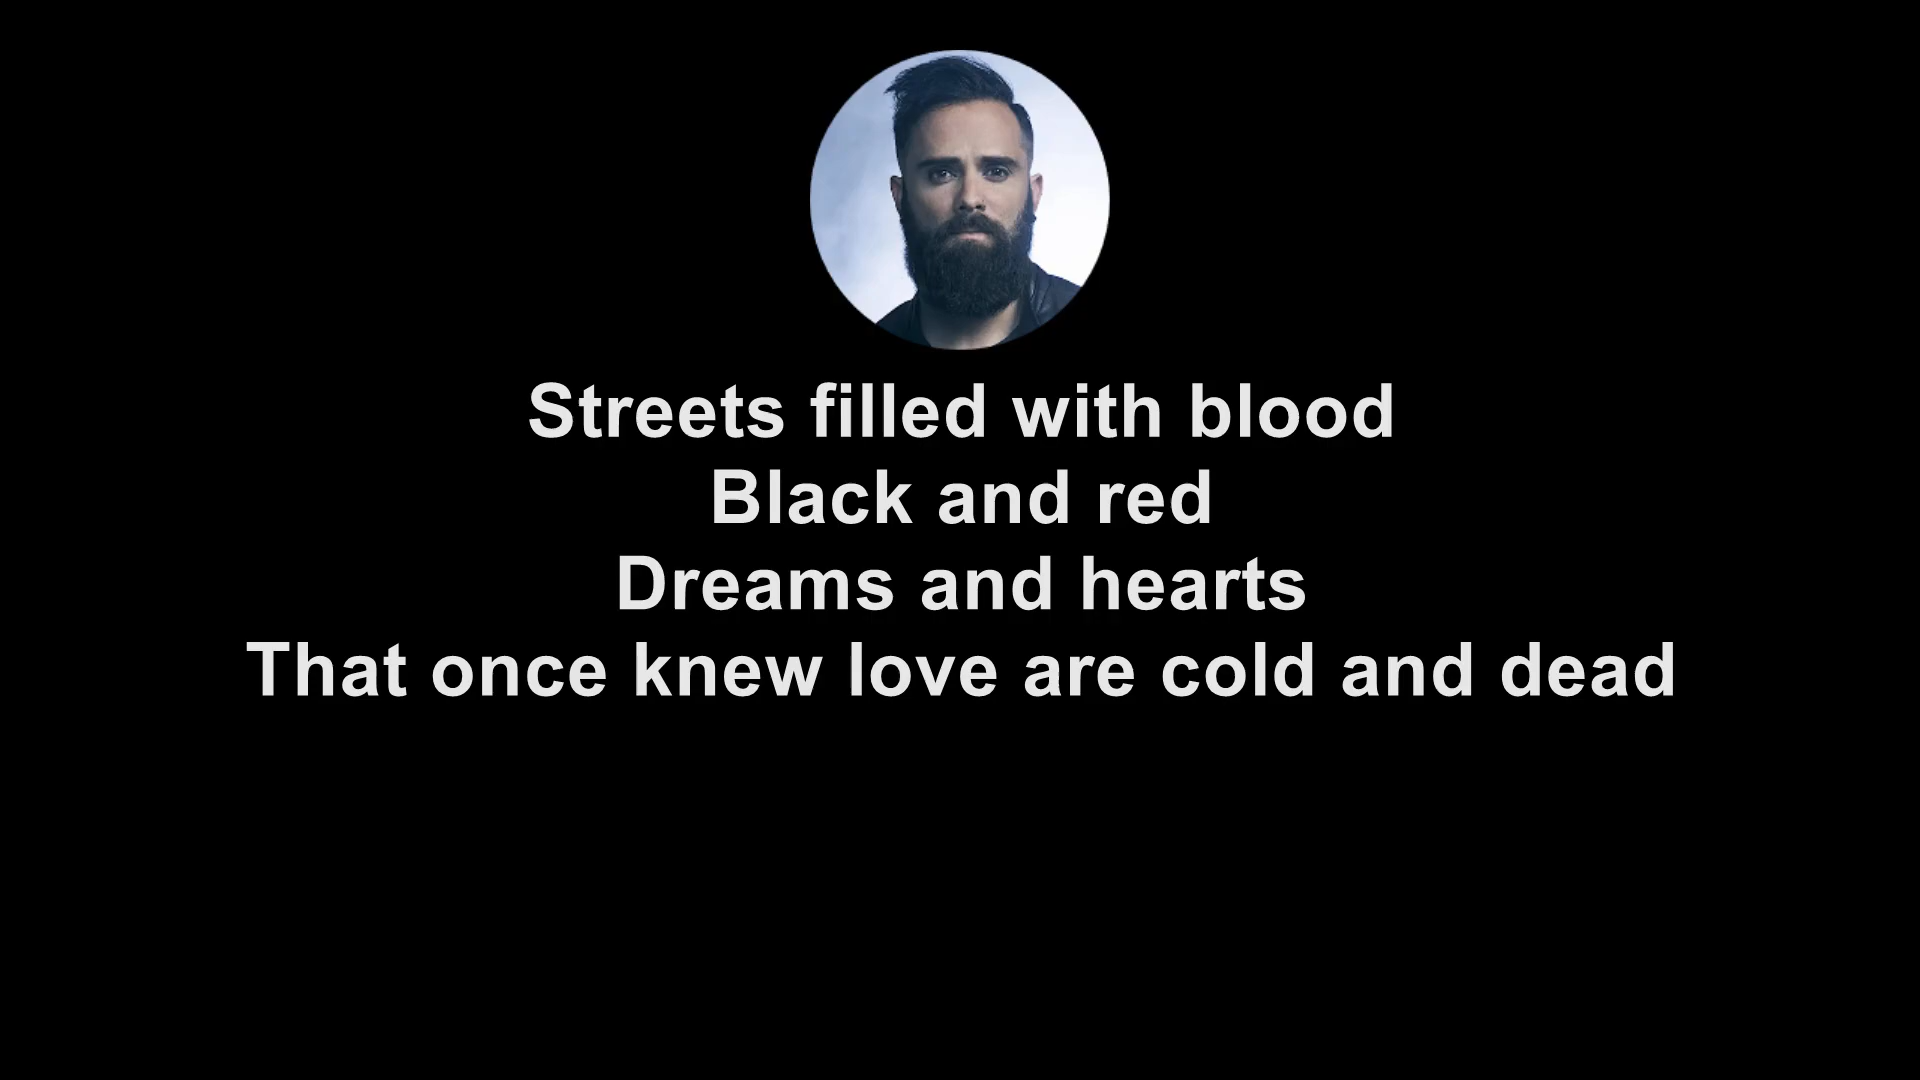 Streets filled with blood
Black and red
Dreams and hearts
That once knew love are cold and dead